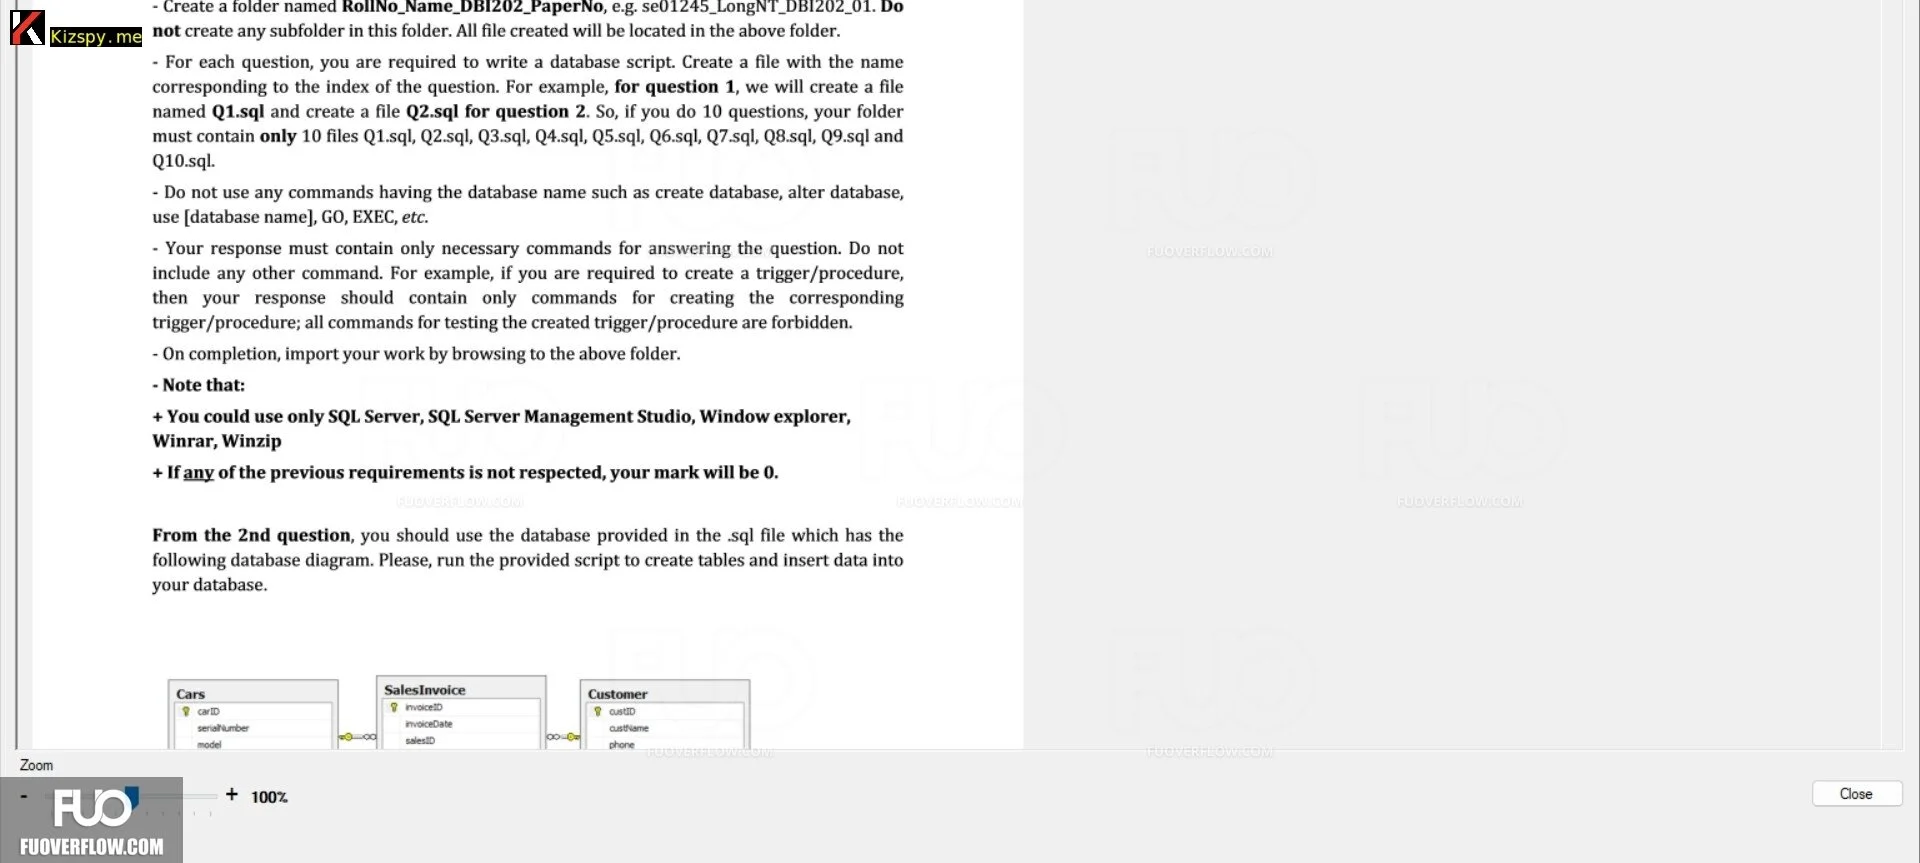 - Create a folder named RollNo_Name_DBI202_PaperNo, e.g. se01245_LongNT_DBI202_01. Do
Kizspy.me
not create any subfolder in this folder. All file created will be located in the above folder.
- For each question, you are required to write a database script. Create a file with the name
corresponding to the index of the question. For example, for question 1, we will create a file
named Q1.sql and create a file Q2.sql for question 2. So, if you do 10 questions, your folder
must contain only 10 files Q1.sql, Q2.sql, Q3.sql, Q4.sql, Q5.sql, Q6.sql, Q7.sql, Q8.sql, Q9.sql and
Q10.sql.
- Do not use any commands having the database name such as create database, alter database,
use [database name], GO, EXEC, etc.
- Your response must contain only necessary commands for answering the question. Do not
include any other command. For example, if you are required to create a trigger/procedure,
then your response should contain only commands for creating the corresponding
trigger/procedure; all commands for testing the created trigger/procedure are forbidden.
- On completion, import your work by browsing to the above folder.
- Note that:
+ You could use only SQL Server, SQL Server Management Studio, Window explorer,
Winrar, Winzip
+ If any of the previous requirements is not respected, your mark will be 0.
FUOVERFLOW.COM
FUOVERFLOW.COM
FUOVERFLOW.COM
FUOVERFLOW.COM
From the 2nd question, you should use the database provided in the .sql file which has the
following database diagram. Please, run the provided script to create tables and insert data into
your database.
Cars
carID
serialNumber
model
SalesInvoice
invoiceID
invoiceDate
salesID
Customer
custID
custName
phone
FUOVERFLOW.COM
FUOVERFLOW.COM
Zoom
- + 100%
Close
FUO
FUOVERFLOW.COM